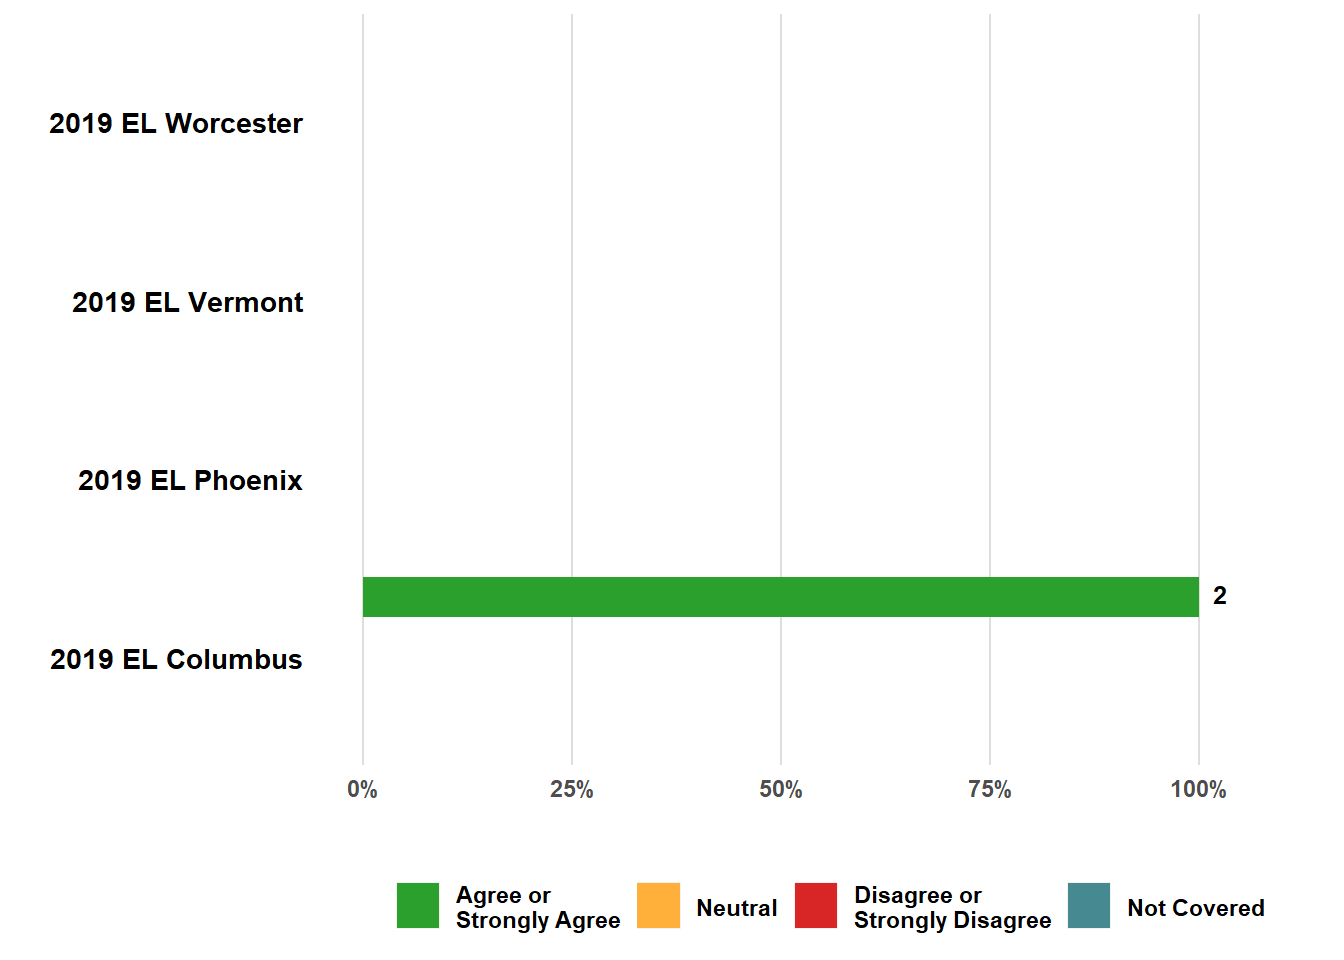 2019 EL Worcester
2019 EL Vermont
2019 EL Phoenix
2
2019 EL Columbus
0% 25% 50% 75% 100%
Agree or
Strongly Agree
Neutral
Disagree or
Strongly Disagree
Not Covered